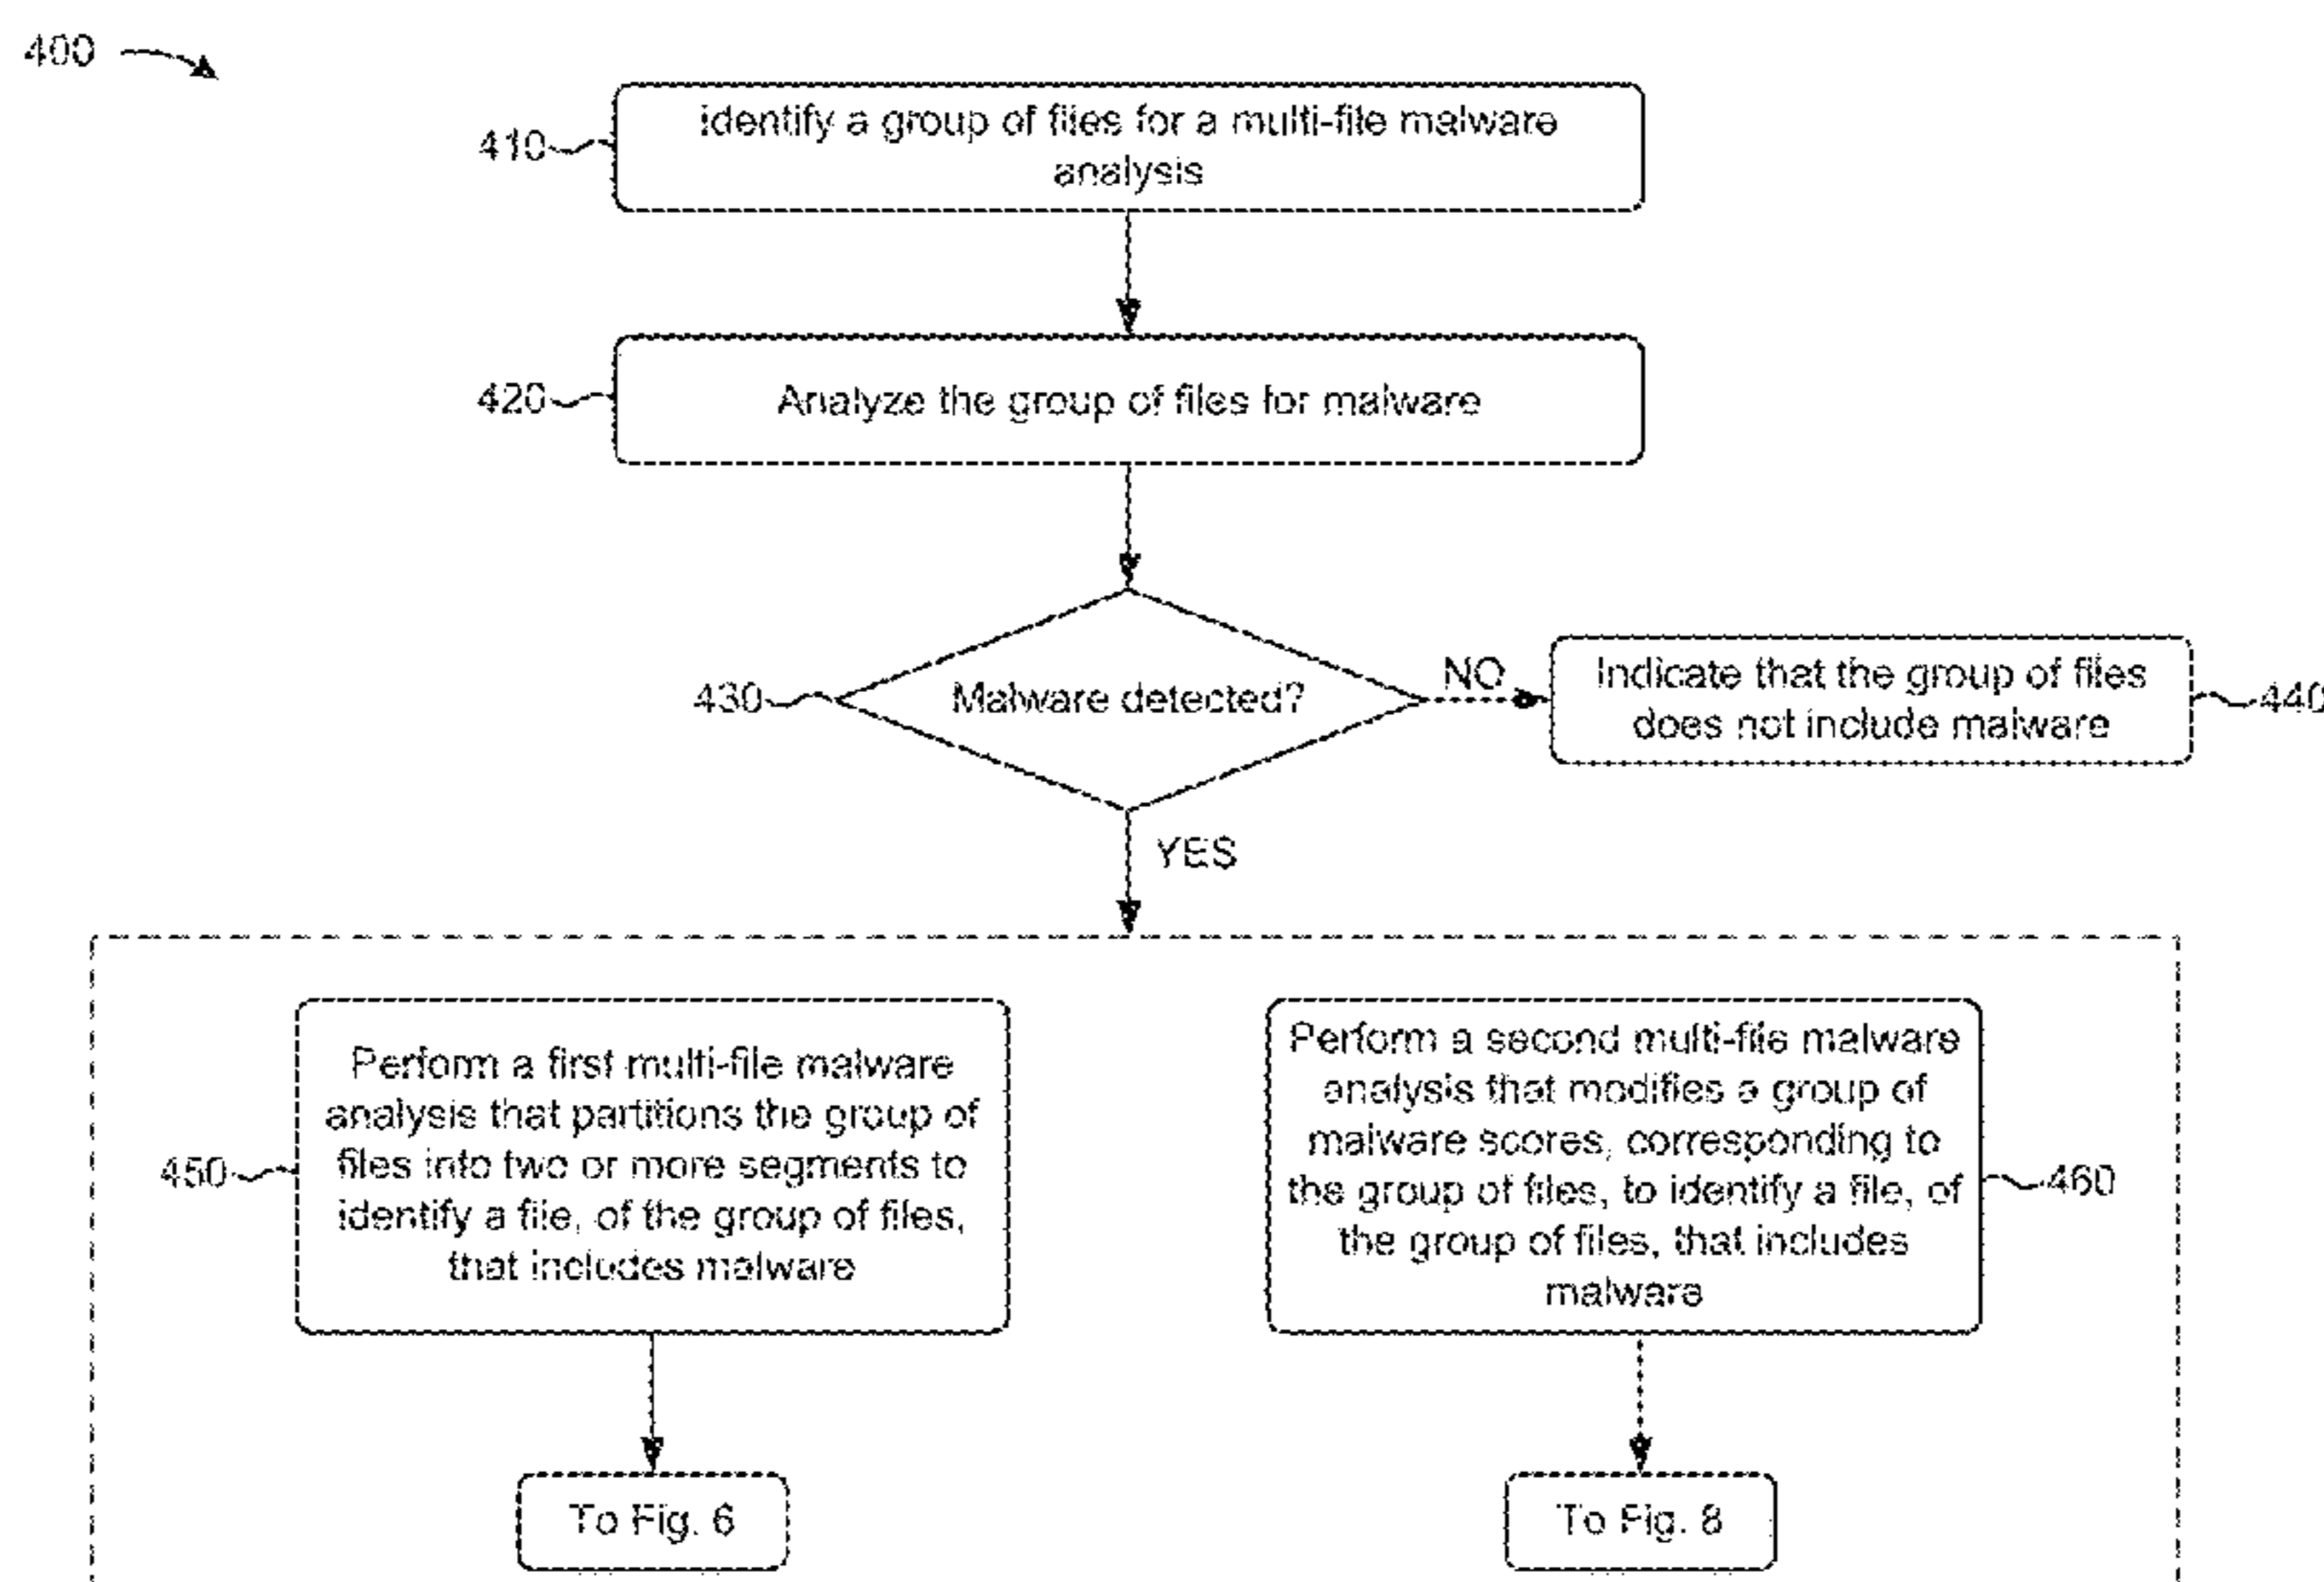 400
410
Identify a group of files for a multi-file malware
analysis
420
Analyze the group of files for malware
430
Malware detected?
NO
Indicate that the group of files
does not include malware
440
YES
450
Perform a first multi-file malware
analysis that partitions the group of
files into two or more segments to
identify a file, of the group of files,
that includes malware
Perform a second multi-file malware
analysis that modifies a group of
malware scores, corresponding to
the group of files, to identify a file, of
the group of files, that includes
malware
460
To Fig. 6
To Fig. 8